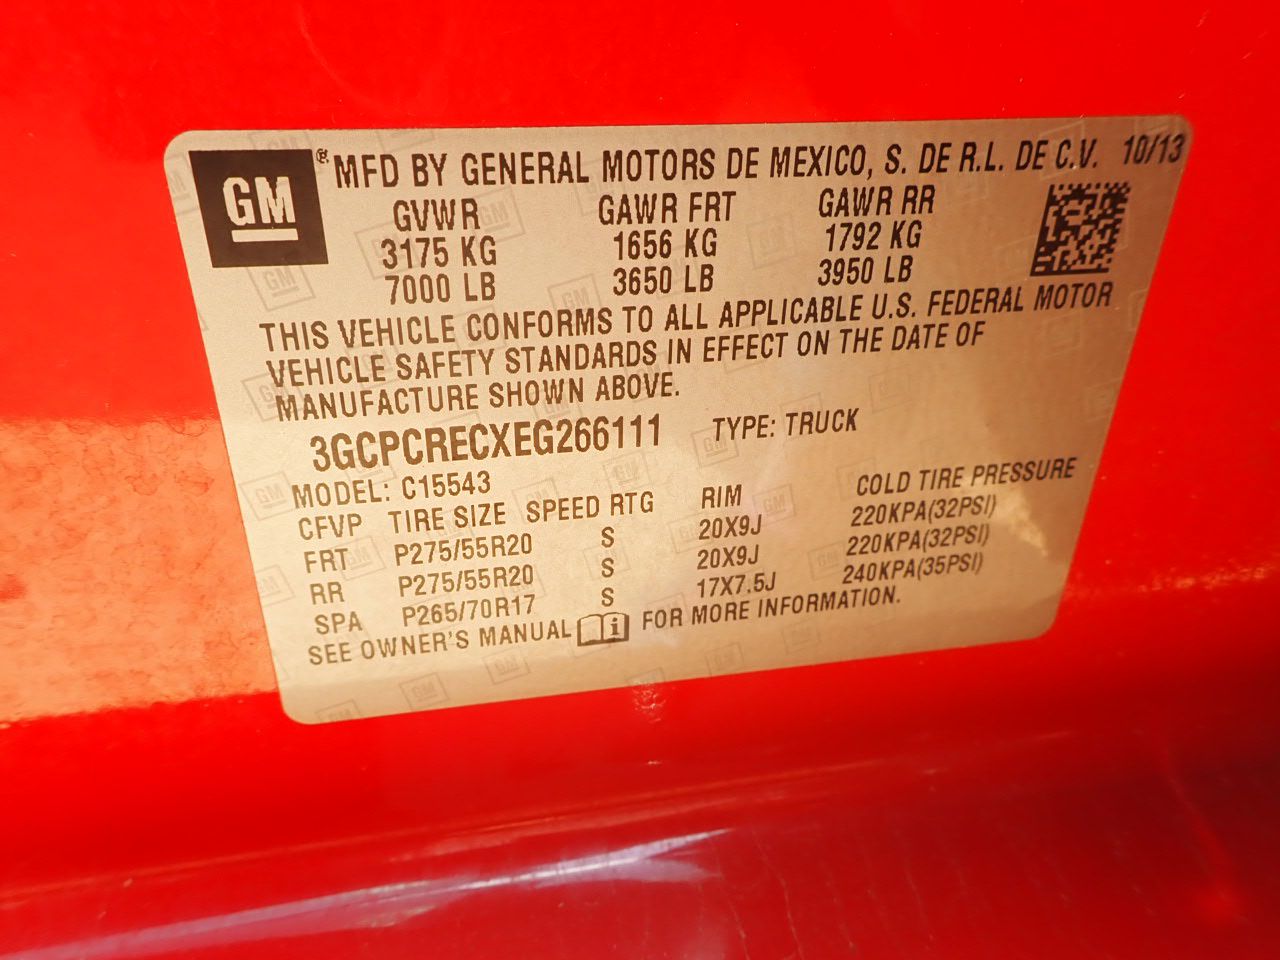 GM ® MFD BY GENERAL MOTORS DE MEXICO, S. DE R.L. DE C.V. 10/13
GVWR GAWR FRT GAWR RR
3175 KG 1656 KG 1792 KG
7000 LB 3650 LB 3950 LB
THIS VEHICLE CONFORMS TO ALL APPLICABLE U.S. FEDERAL MOTOR
VEHICLE SAFETY STANDARDS IN EFFECT ON THE DATE OF
MANUFACTURE SHOWN ABOVE.
3GCPCRECXEG266111 TYPE: TRUCK
MODEL: C15543
CFVP TIRE SIZE SPEED RTG RIM COLD TIRE PRESSURE
FRT P275/55R20 S 20X9J 220KPA(32PSI)
RR P275/55R20 S 20X9J 220KPA(32PSI)
SPA P265/70R17 S 17X7.5J 240KPA(35PSI)
SEE OWNER'S MANUAL i FOR MORE INFORMATION.